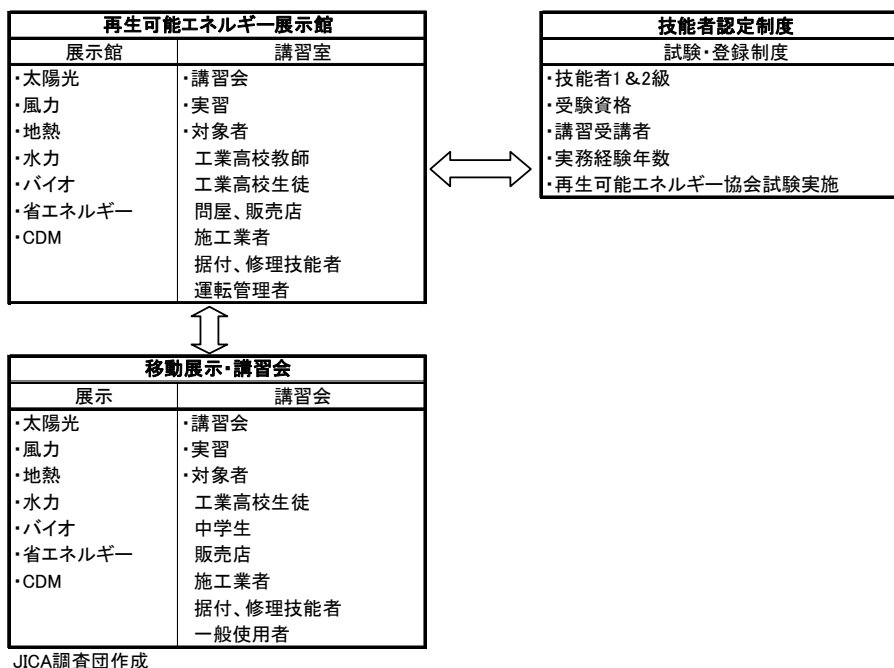 再生可能エネルギー展示館
展示館 講習室
・太陽光 ・講習会
・風力 ・実習
・地熱 ・対象者
・水力 工業高校教師
・バイオ 工業高校生徒
・省エネルギー 問屋、販売店
・CDM 施工業者
据付、修理技能者
運転管理者
技能者認定制度
試験・登録制度
・技能者1&2級
・受験資格
・講習受講者
・実務経験年数
・再生可能エネルギー協会試験実施
移動展示・講習会
展示 講習会
・太陽光 ・講習会
・風力 ・実習
・地熱 ・対象者
・水力 工業高校生徒
・バイオ 中学生
・省エネルギー 販売店
・CDM 施工業者
据付、修理技能者
一般使用者
JICA調査団作成